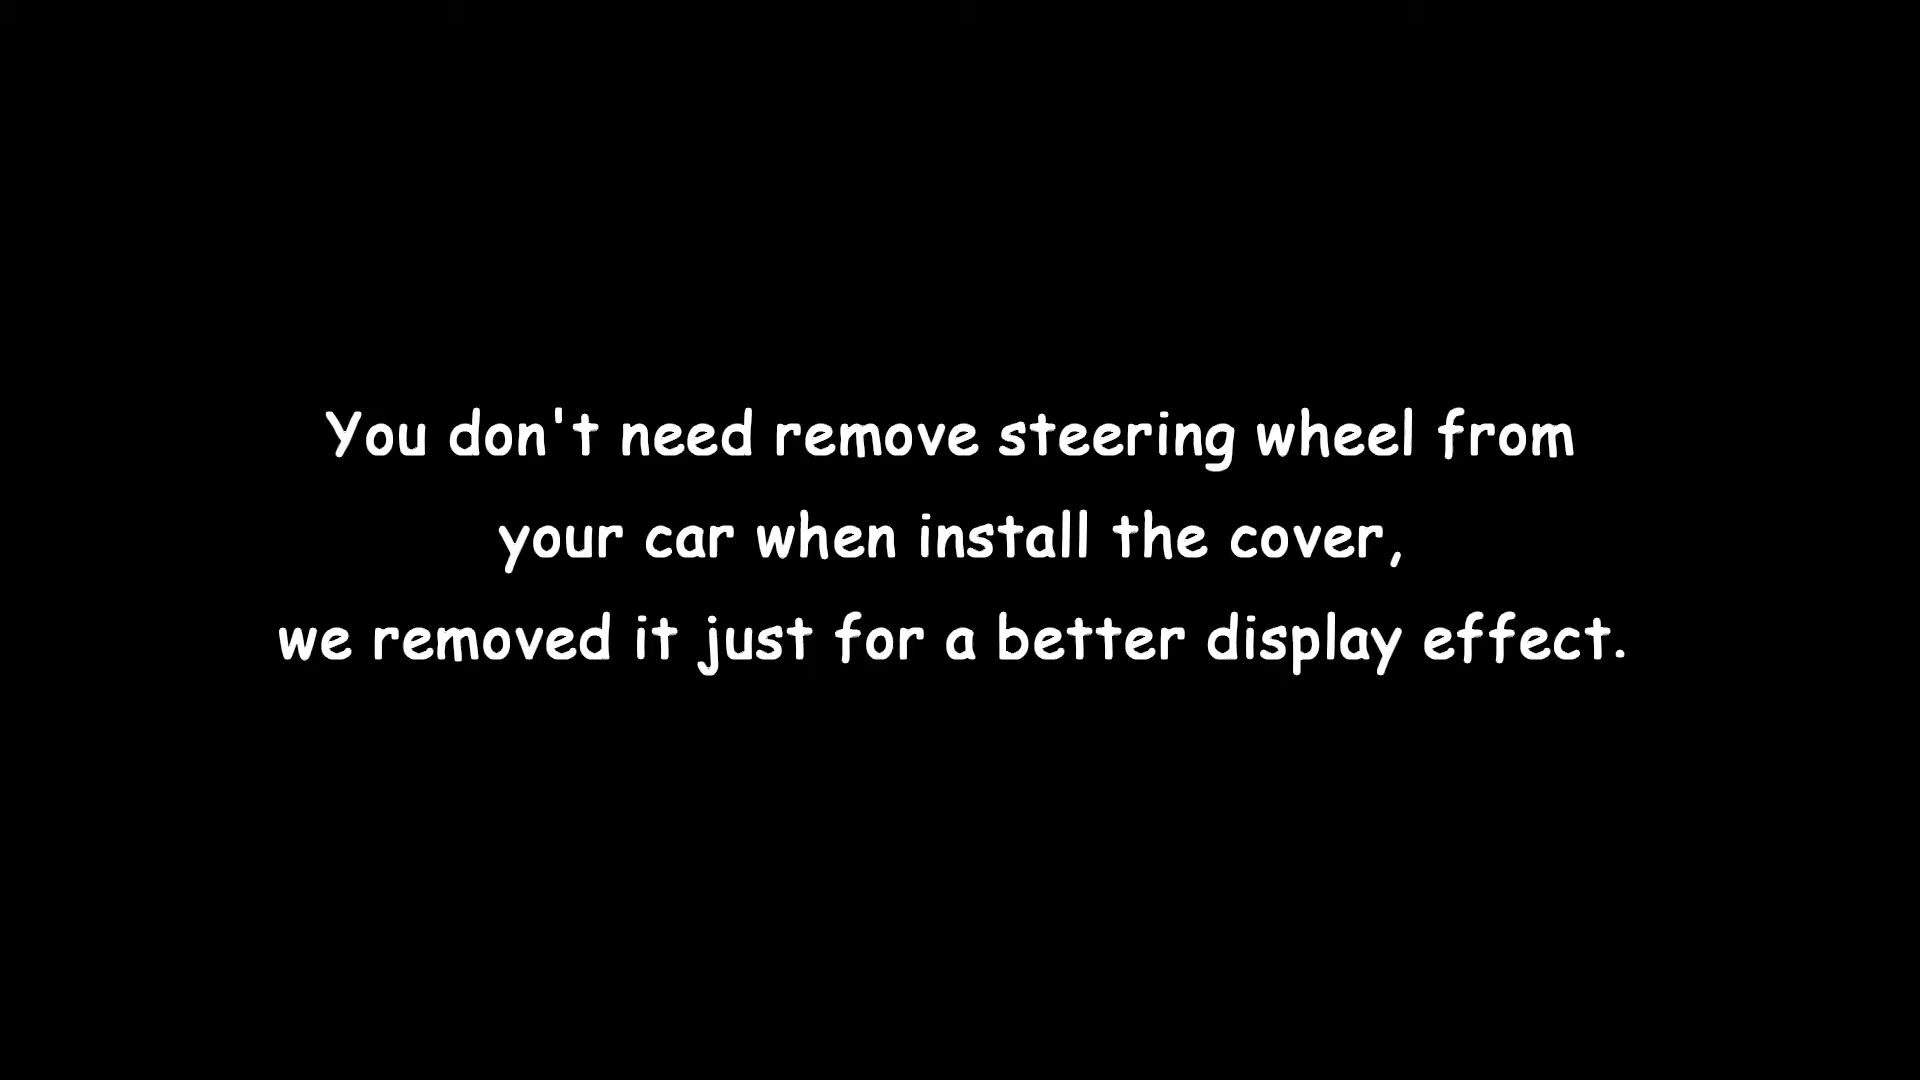 You don't need remove steering wheel from
your car when install the cover,
we removed it just for a better display effect.